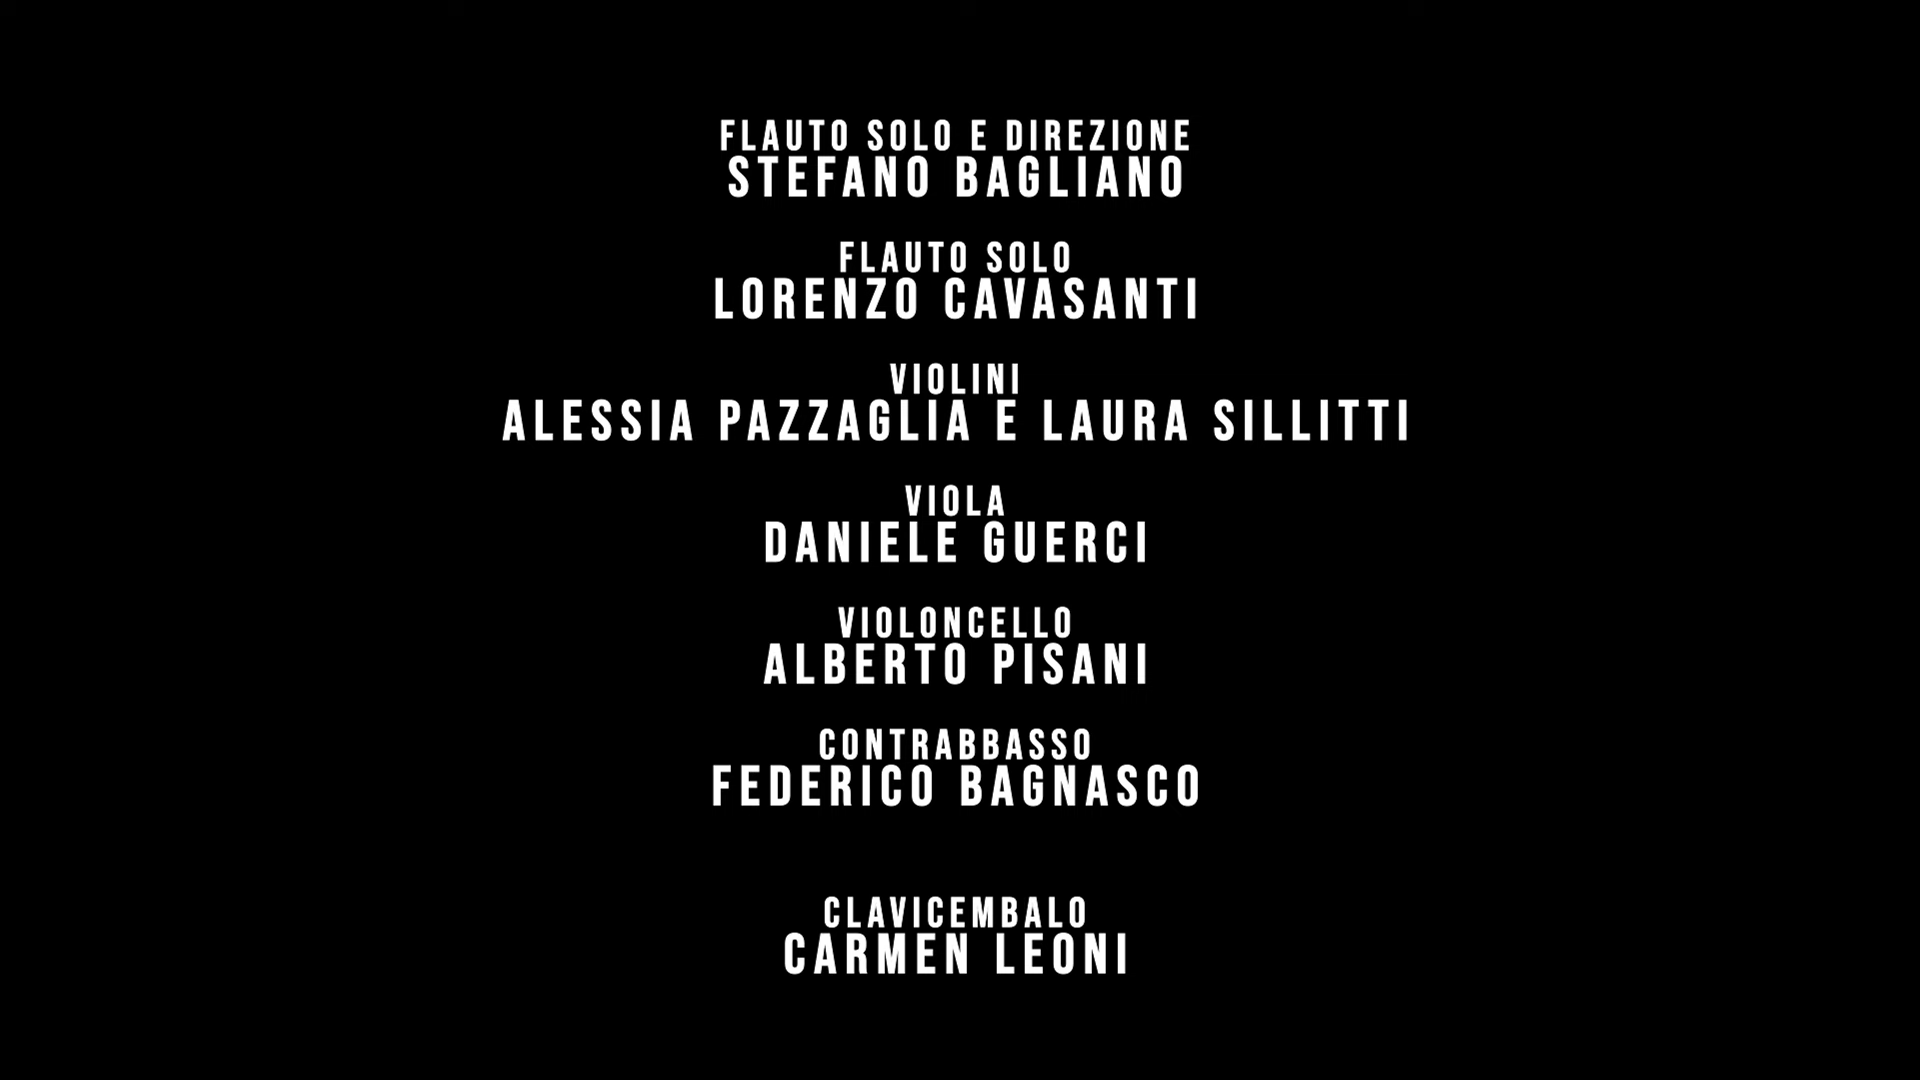 FLAUTO SOLO E DIREZIONE
STEFANO BAGLIANO
FLAUTO SOLO
LORENZO CAVASANTI
VIOLINI
ALESSIA PAZZAGLIA E LAURA SILLITTI
VIOLA
DANIELE GUERCI
VIOLONCELLO
ALBERTO PISANI
CONTRABBASSO
FEDERICO BAGNASCO
CLAVICEMBALO
CARMEN LEONI